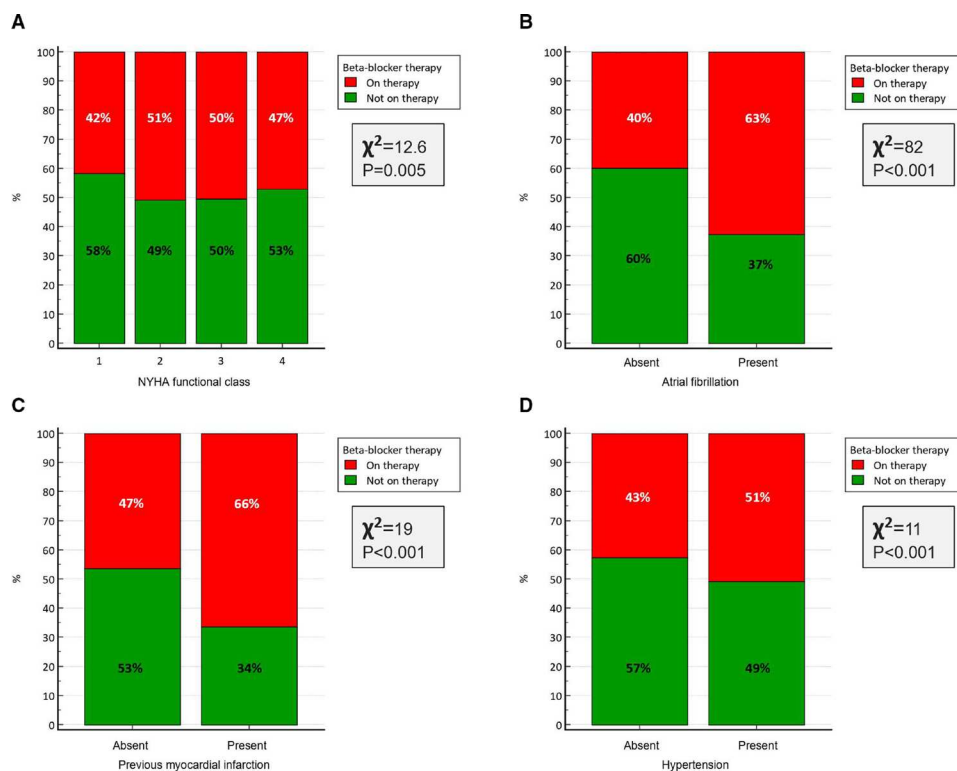 A
100
90
80
70
60
50
40
30
20
10
0
%
42%
51%
50%
47%
58%
49%
50%
53%
1
2
3
4
NYHA functional class
Beta-blocker therapy
On therapy
Not on therapy
χ²=12.6
P=0.005
B
100
90
80
70
60
50
40
30
20
10
0
%
40%
63%
60%
37%
Absent
Present
Atrial fibrillation
Beta-blocker therapy
On therapy
Not on therapy
χ²=82
P<0.001
C
100
90
80
70
60
50
40
30
20
10
0
%
47%
66%
53%
34%
Absent
Present
Previous myocardial infarction
Beta-blocker therapy
On therapy
Not on therapy
χ²=19
P<0.001
D
100
90
80
70
60
50
40
30
20
10
0
%
43%
51%
57%
49%
Absent
Present
Hypertension
Beta-blocker therapy
On therapy
Not on therapy
χ²=11
P<0.001